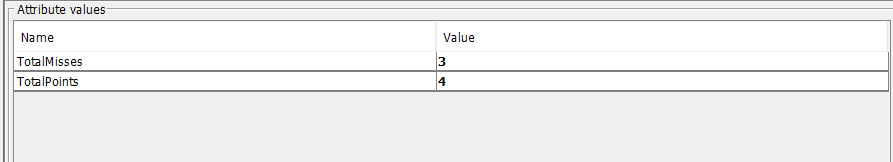 Attribute values
Name Value
TotalMisses 3
TotalPoints 4